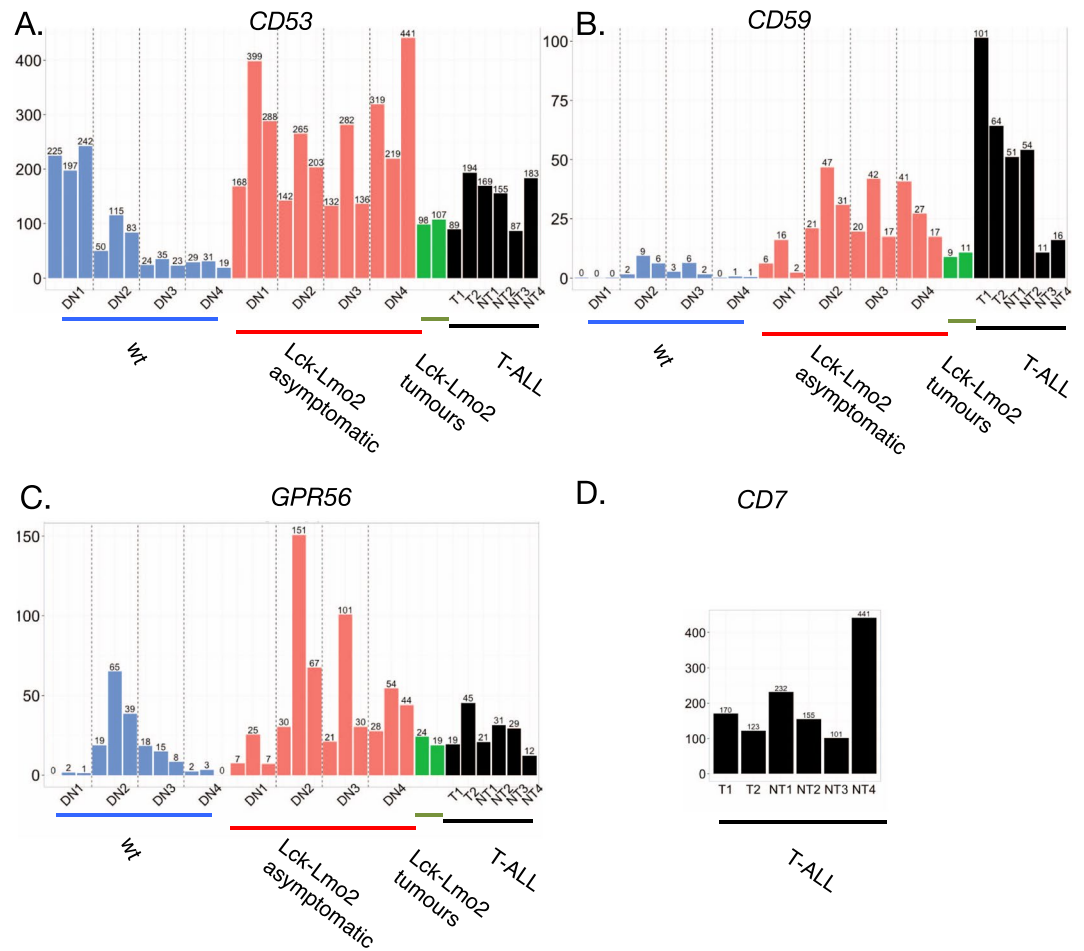 A.
CD53
400
300
200
100
0
225 197 242 50 115 83 24 35 23 29 31 19 168 399 288 142 265 203 132 282 136 319 219 441 98 107 89 194 169 155 87 183
DN1 DN2 DN3 DN4 DN1 DN2 DN3 DN4 T1 T2 NT1 NT2 NT3 NT4
wt
Lck-Lmo2
asymptomatic
Lck-Lmo2
tumours
T-ALL
B.
CD59
100
75
50
25
0
0 0 0 2 9 6 3 6 2 0 1 1 6 16 2 21 47 31 20 42 17 41 27 17 9 11 101 64 51 54 11 16
DN1 DN2 DN3 DN4 DN1 DN2 DN3 DN4 T1 T2 NT1 NT2 NT3 NT4
wt
Lck-Lmo2
asymptomatic
Lck-Lmo2
tumours
T-ALL
C.
GPR56
150
100
50
0
0 2 1 19 65 39 18 15 8 2 3 0 7 25 7 30 151 67 21 101 30 28 54 44 24 19 19 45 21 31 29 12
DN1 DN2 DN3 DN4 DN1 DN2 DN3 DN4 T1 T2 NT1 NT2 NT3 NT4
wt
Lck-Lmo2
asymptomatic
Lck-Lmo2
tumours
T-ALL
D.
CD7
400
300
200
100
0
170 123 232 155 101 441
T1 T2 NT1 NT2 NT3 NT4
T-ALL